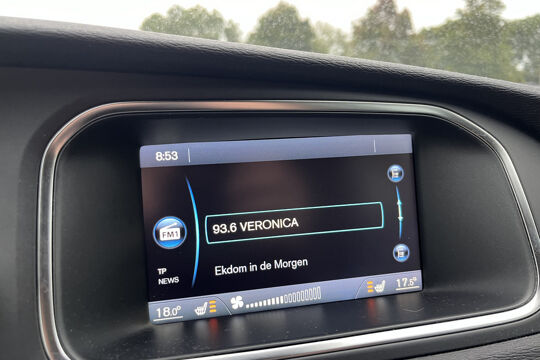 8:53
93.6 VERONICA
FM1
TP
NEWS
Ekdom in de Morgen
18.0° 17.5°